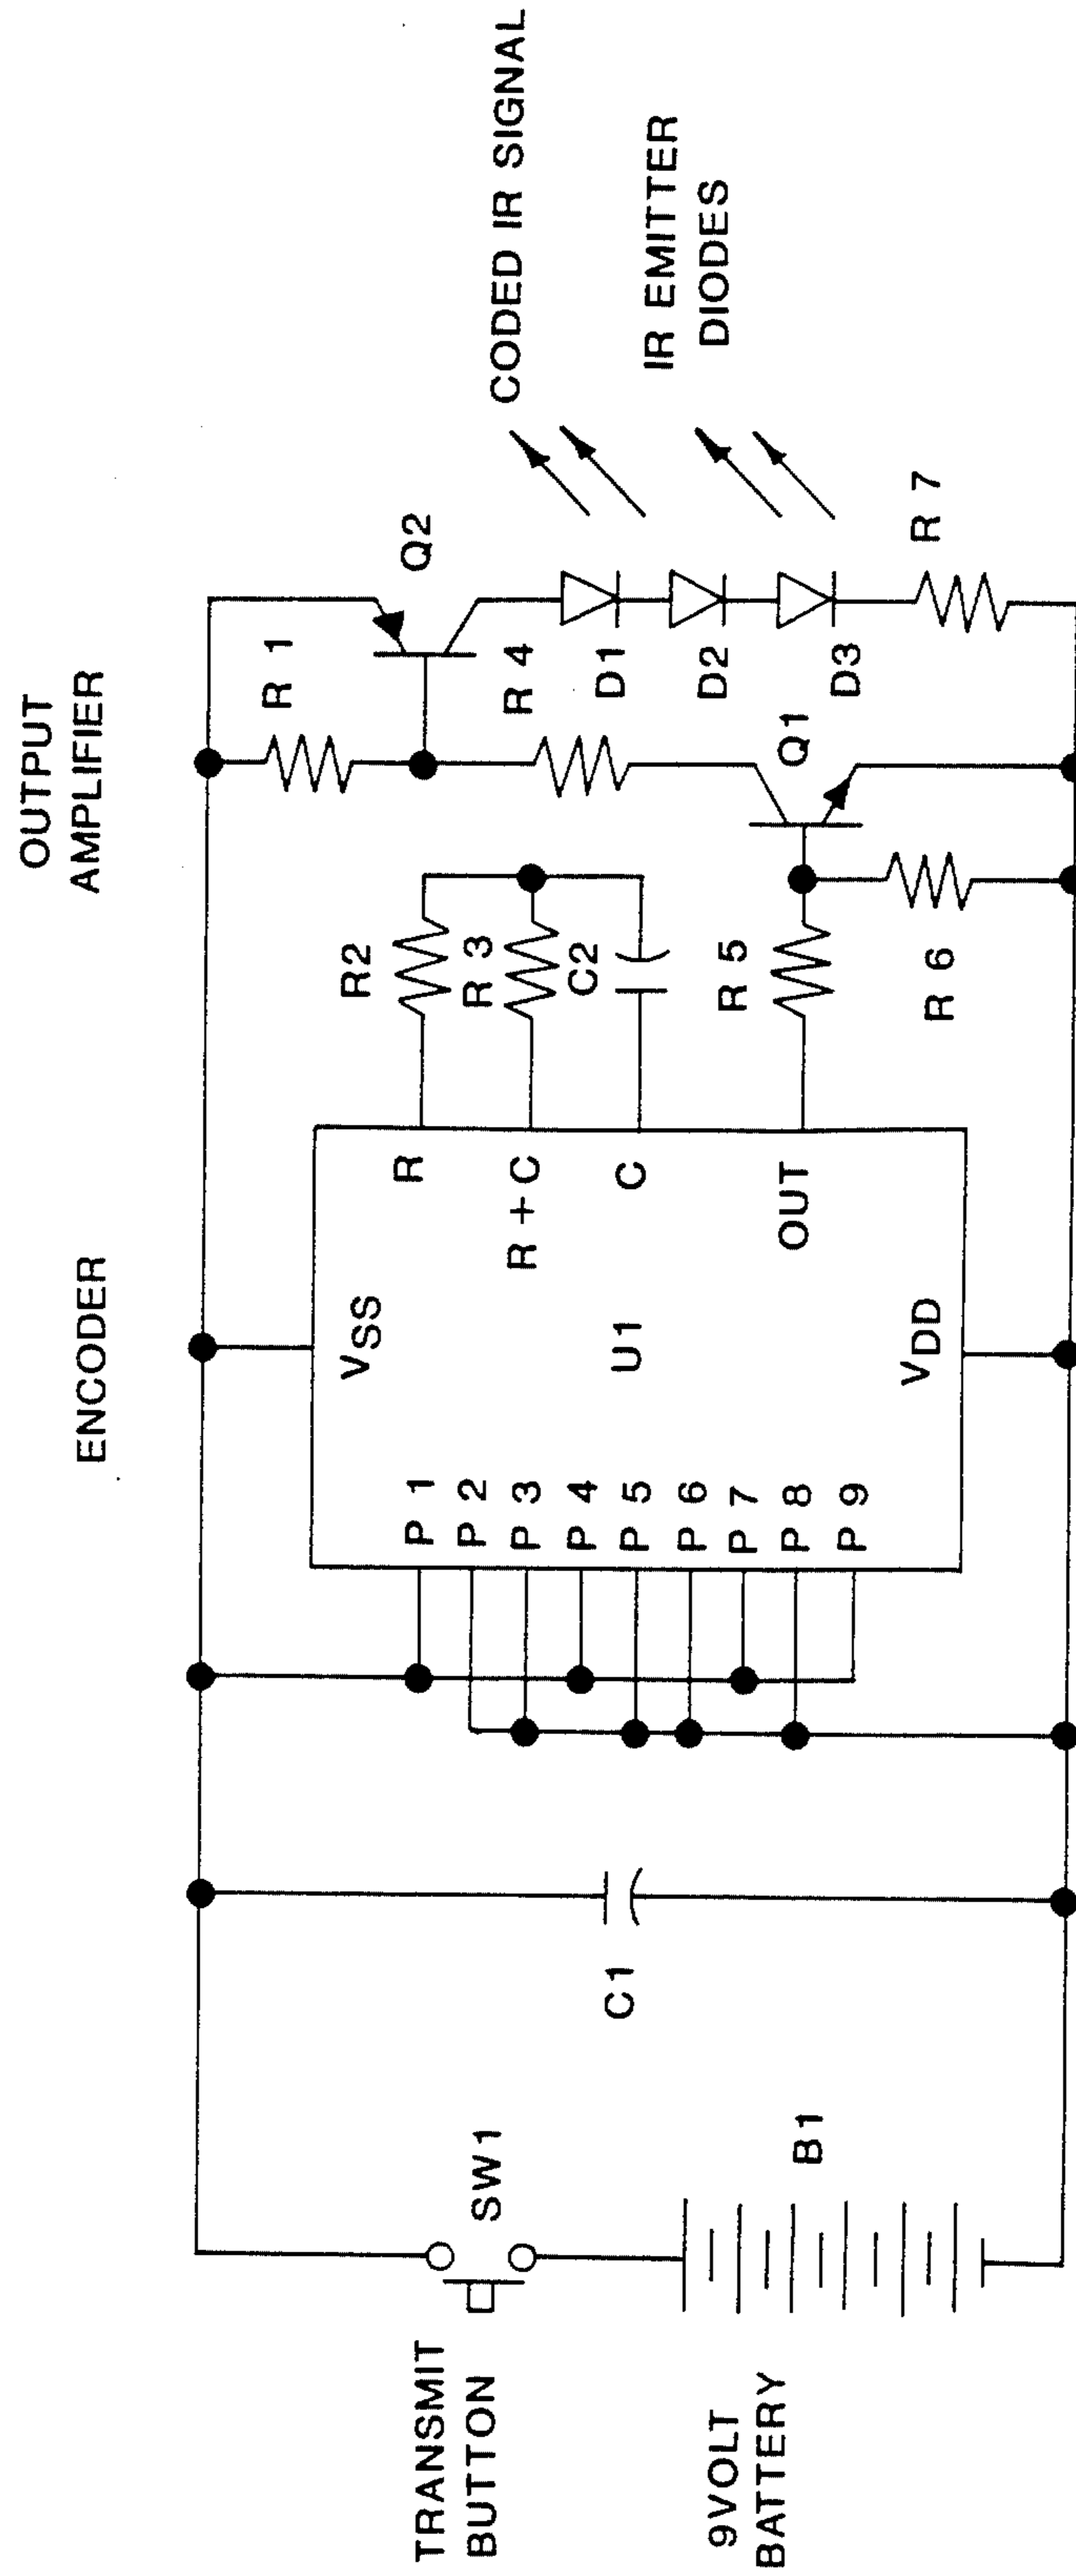 ENCODER
OUTPUT
AMPLIFIER
TRANSMIT
BUTTON
SW1
9VOLT
BATTERY
B1
C1
P 1
P 2
P 3
P 4
P 5
P 6
P 7
P 8
P 9
VSS
U1
VDD
R
R + C
C
OUT
R2
R 3
C2
R 5
R 6
R 1
R 4
Q1
Q2
D1
D2
D3
R 7
CODED IR SIGNAL
IR EMITTER
DIODES